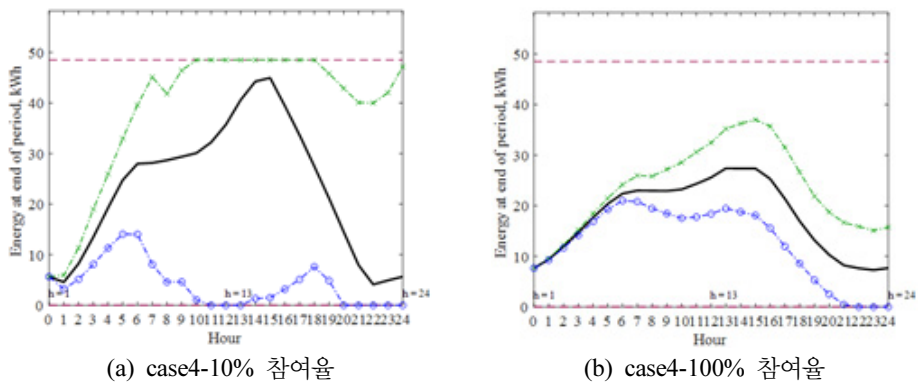 Energy at end of period, kWh
50
40
30
20
10
0
h = 1
h = 13
h = 24
0 1 2 3 4 5 6 7 8 9 10 11 12 13 14 15 16 17 18 19 20 21 22 23 24
Hour
(a) case4-10% 참여율
Energy at end of period, kWh
50
40
30
20
10
0
h = 1
h = 13
h = 24
0 1 2 3 4 5 6 7 8 9 10 11 12 13 14 15 16 17 18 19 20 21 22 23 24
Hour
(b) case4-100% 참여율